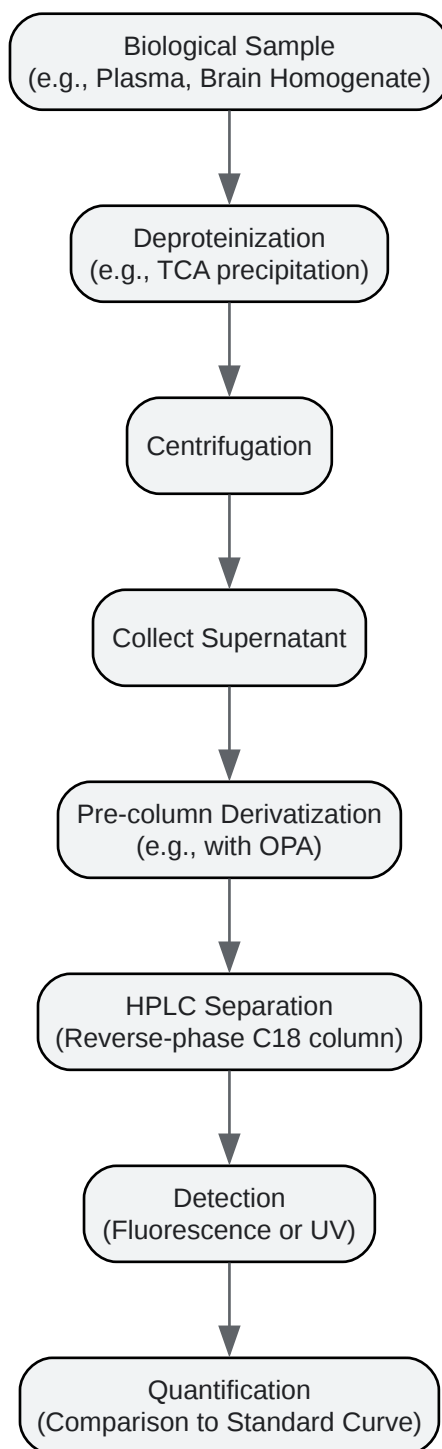 Biological Sample
(e.g., Plasma, Brain Homogenate)
Deproteinization
(e.g., TCA precipitation)
Centrifugation
Collect Supernatant
Pre-column Derivatization
(e.g., with OPA)
HPLC Separation
(Reverse-phase C18 column)
Detection
(Fluorescence or UV)
Quantification
(Comparison to Standard Curve)